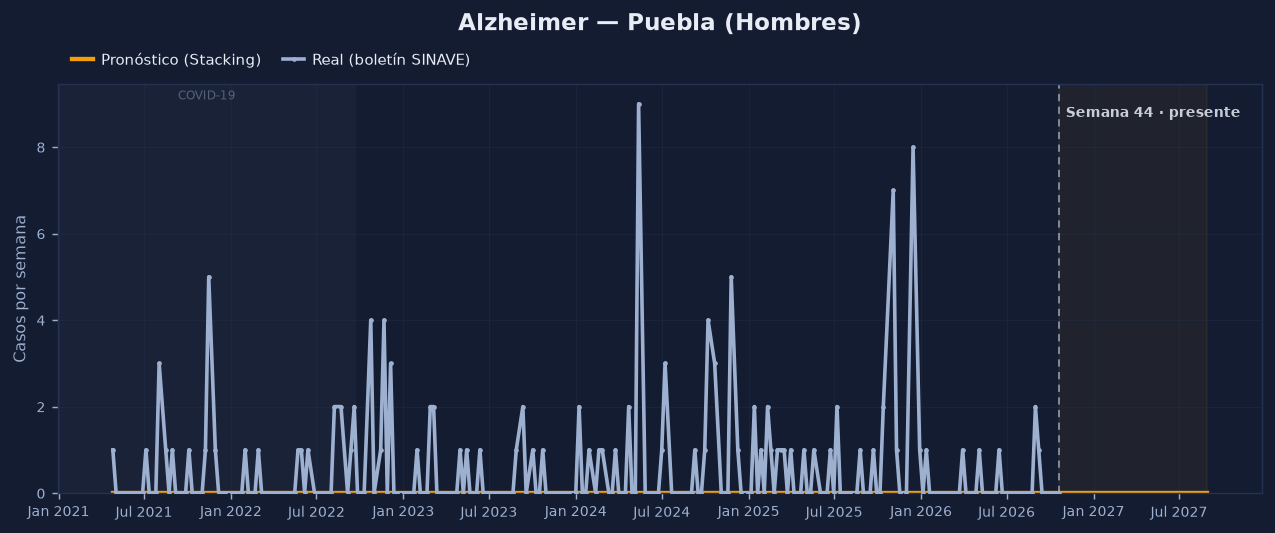 Alzheimer — Puebla (Hombres)
Pronóstico (Stacking)
Real (boletín SINAVE)
COVID-19
Semana 44 · presente
Casos por semana
8
6
4
2
0
Jan 2021
Jul 2021
Jan 2022
Jul 2022
Jan 2023
Jul 2023
Jan 2024
Jul 2024
Jan 2025
Jul 2025
Jan 2026
Jul 2026
Jan 2027
Jul 2027